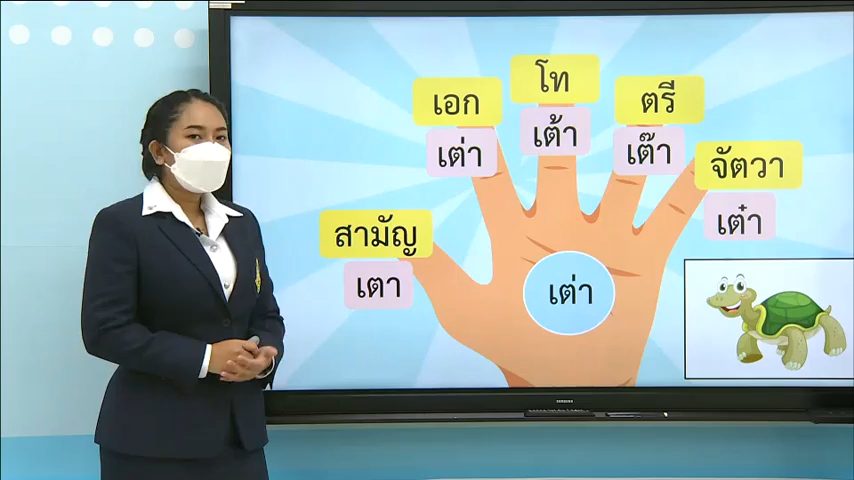 สามัญ
เตา
เอก
เต่า
โท
เต้า
ตรี
เต๊า
จัตวา
เต๋า
เต่า
SAMSUNG